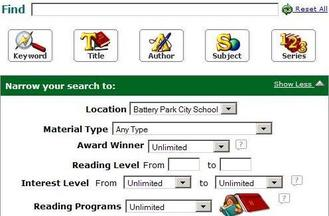 Find Reset All
Keyword Title Author Subject Series
Narrow your search to: Show Less
Location Battery Park City School
Material Type Any Type
Award Winner Unlimited ?
Reading Level From to ?
Interest Level From Unlimited to Unlimited ?
Reading Programs Unlimited ?